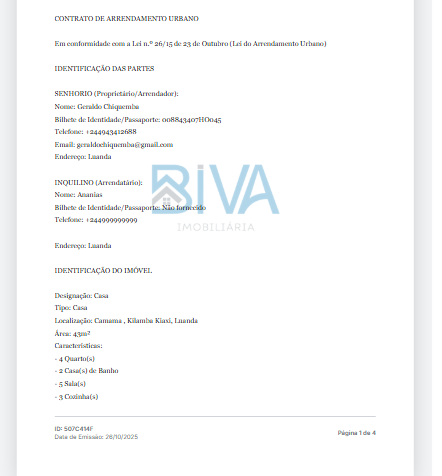 CONTRATO DE ARRENDAMENTO URBANO
Em conformidade com a Lei n.º 26/15 de 23 de Outubro (Lei do Arrendamento Urbano)
IDENTIFICAÇÃO DAS PARTES
SENHORIO (Proprietário/Arrendador):
Nome: Geraldo Chiquemba
Bilhete de Identidade/Passaporte: 008843407HO045
Telefone: +244943412688
Email: geraldochiquemba@gmail.com
Endereço: Luanda
INQUILINO (Arrendatário):
Nome: Ananias
Bilhete de Identidade/Passaporte: Não fornecido
Telefone: +244999999999
BIVA
IMOBILIÁRIA
Endereço: Luanda
IDENTIFICAÇÃO DO IMÓVEL
Designação: Casa
Tipo: Casa
Localização: Camama , Kilamba Kiaxi, Luanda
Área: 43m²
Características:
- 4 Quarto(s)
- 2 Casa(s) de Banho
- 5 Sala(s)
- 3 Cozinha(s)
ID: 507C414F
Data de Emissão: 26/10/2025
Página 1 de 4